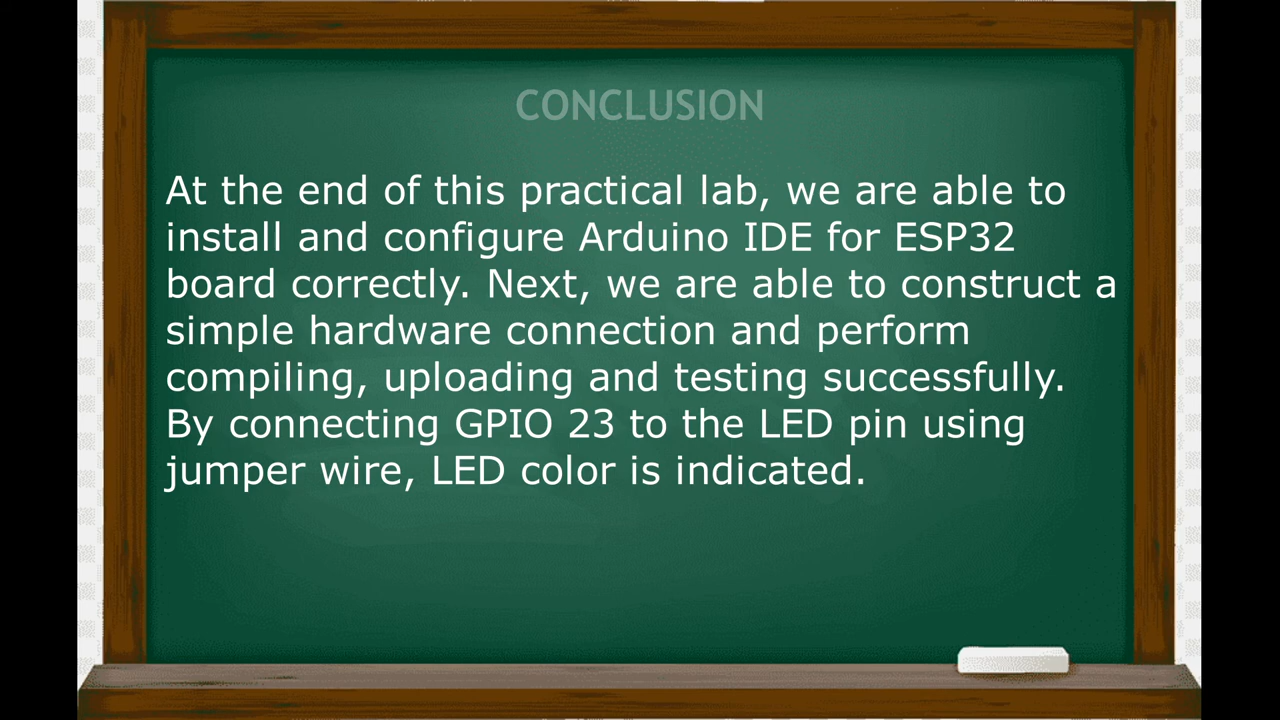 CONCLUSION
At the end of this practical lab, we are able to
install and configure Arduino IDE for ESP32
board correctly. Next, we are able to construct a
simple hardware connection and perform
compiling, uploading and testing successfully.
By connecting GPIO 23 to the LED pin using
jumper wire, LED color is indicated.